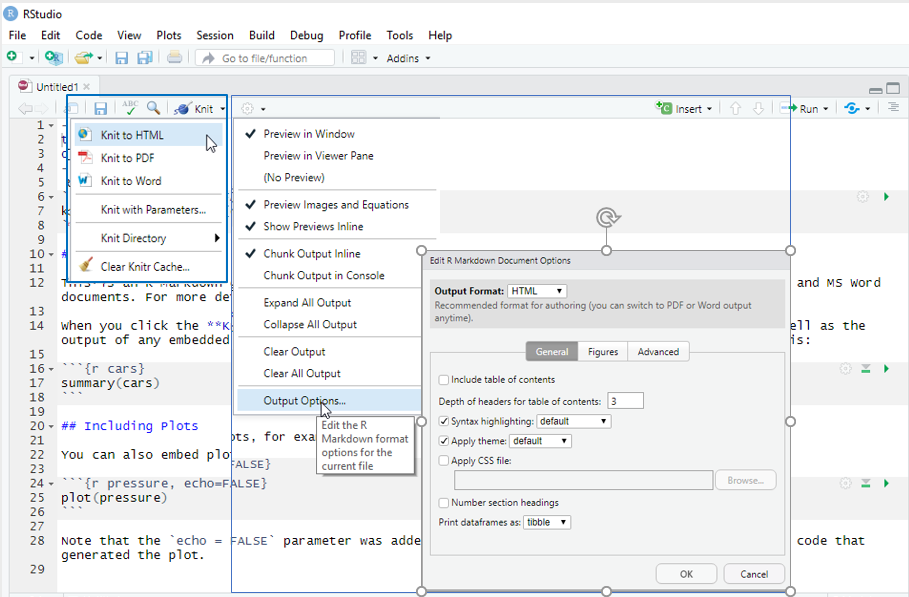 RStudio
File Edit Code View Plots Session Build Debug Profile Tools Help
Go to file/function Addins
Untitled1
ABC Knit Insert Run
Knit to HTML
Knit to PDF
Knit to Word
Knit with Parameters...
Knit Directory
Clear Knitr Cache...
Preview in Window
Preview in Viewer Pane
(No Preview)
Preview Images and Equations
Show Previews Inline
Chunk Output Inline
Chunk Output in Console
Expand All Output
Collapse All Output
Clear Output
Clear All Output
Output Options...
Edit the R
Markdown format
options for the
current file
Edit R Markdown Document Options
Output Format: HTML
Recommended format for authoring (you can switch to PDF or Word output
anytime).
General Figures Advanced
Include table of contents
Depth of headers for table of contents: 3
Syntax highlighting: default
Apply theme: default
Apply CSS file:
Browse...
Number section headings
Print dataframes as: tibble
OK Cancel
1
2
3
4
5
6
7
8
9
10
11
12 This is an R Markdown and MS Word
documents. For more de
13
14 When you click the **K ell as the
output of any embedded is:
15
16 ```{r cars}
17 summary(cars)
18 ```
19
20 ## Including Plots
21 ots, for exa
22 You can also embed plo
23 FALSE}
24 ```{r pressure, echo=FALSE}
25 plot(pressure)
26 ```
27
28 Note that the `echo = FALSE` parameter was adde code that
generated the plot.
29